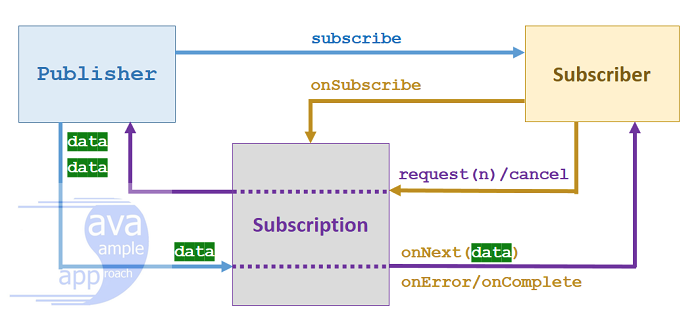 subscribe
Publisher
Subscriber
onSubscribe
data
data
request(n)/cancel
Subscription
data
onNext(data)
onError/onComplete
ava
ample
app
roach